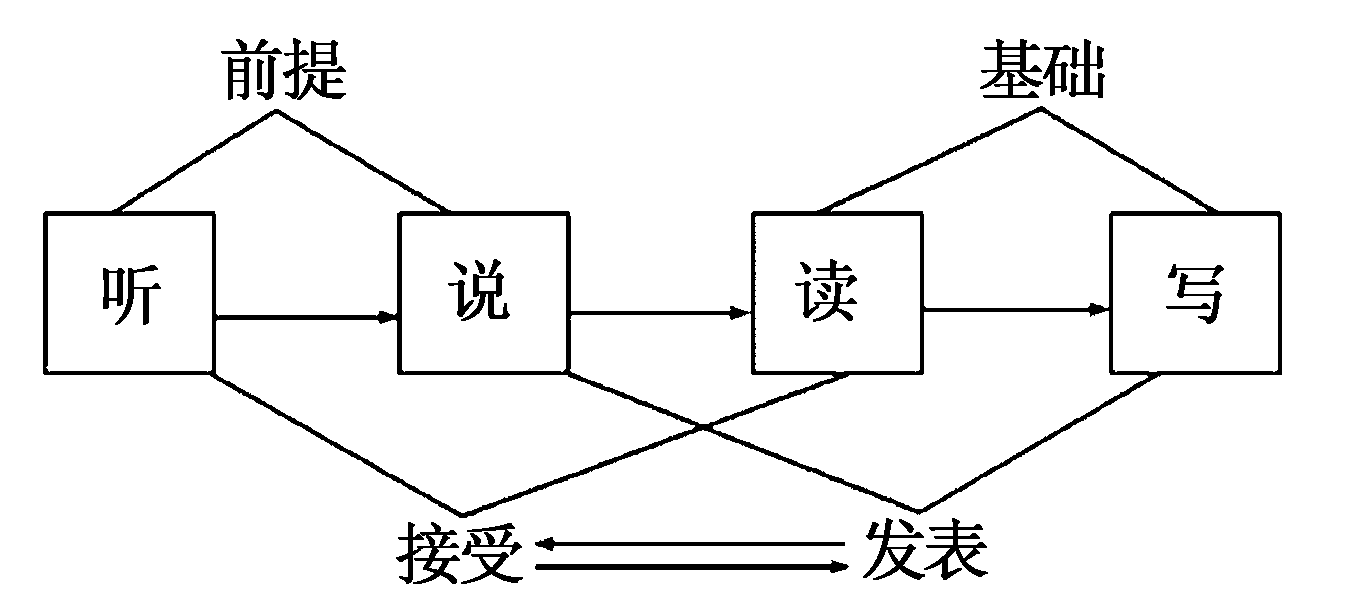 前提 基础
听 说 读 写
接受 发表